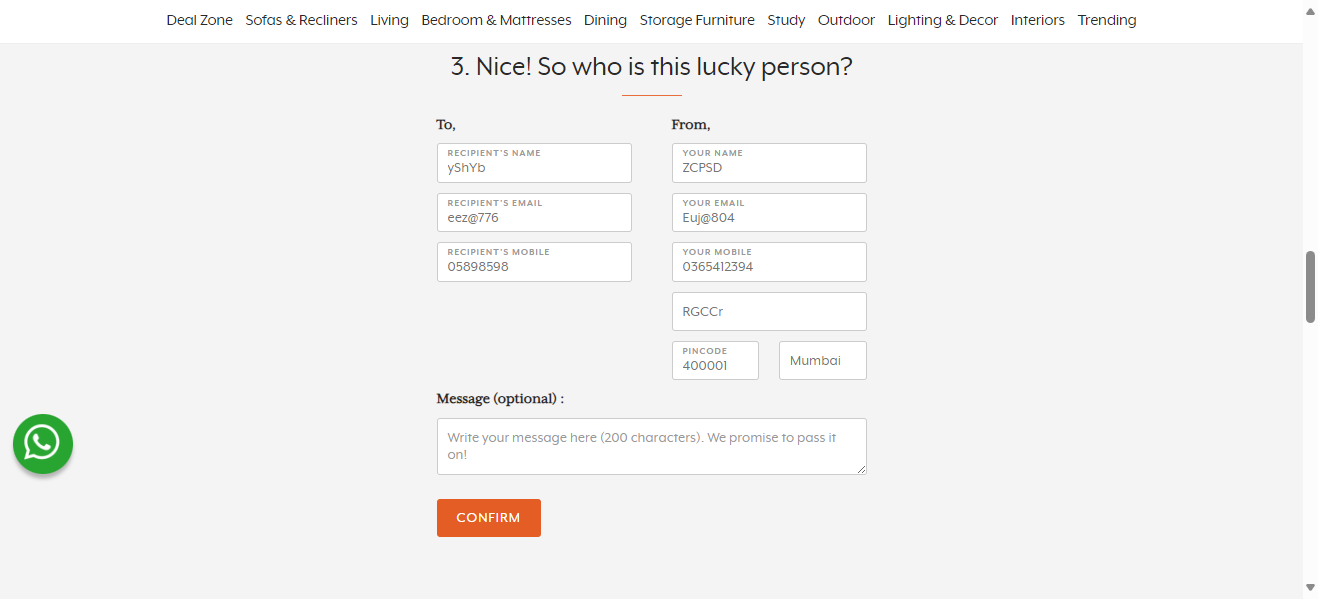 Deal Zone Sofas & Recliners Living Bedroom & Mattresses Dining Storage Furniture Study Outdoor Lighting & Decor Interiors Trending
3. Nice! So who is this lucky person?
To,
RECIPIENT'S NAME
yShYb
RECIPIENT'S EMAIL
eez@776
RECIPIENT'S MOBILE
05898598
From,
YOUR NAME
ZCPSD
YOUR EMAIL
Euj@804
YOUR MOBILE
0365412394
RGCCr
PINCODE
400001
Mumbai
Message (optional) :
Write your message here (200 characters). We promise to pass it
on!
CONFIRM